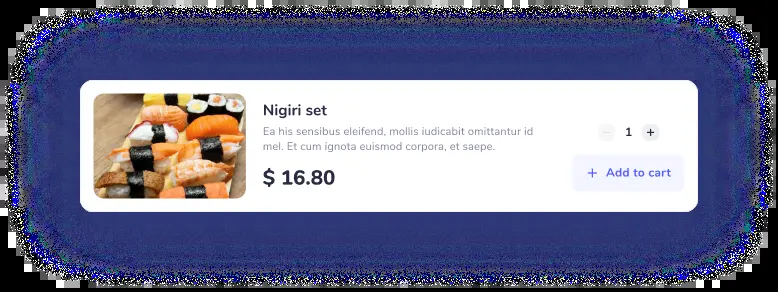 Nigiri set
Ea his sensibus eleifend, mollis iudicabit omittantur id
mel. Et cum ignota euismod corpora, et saepe.
$ 16.80
− 1 +
+ Add to cart